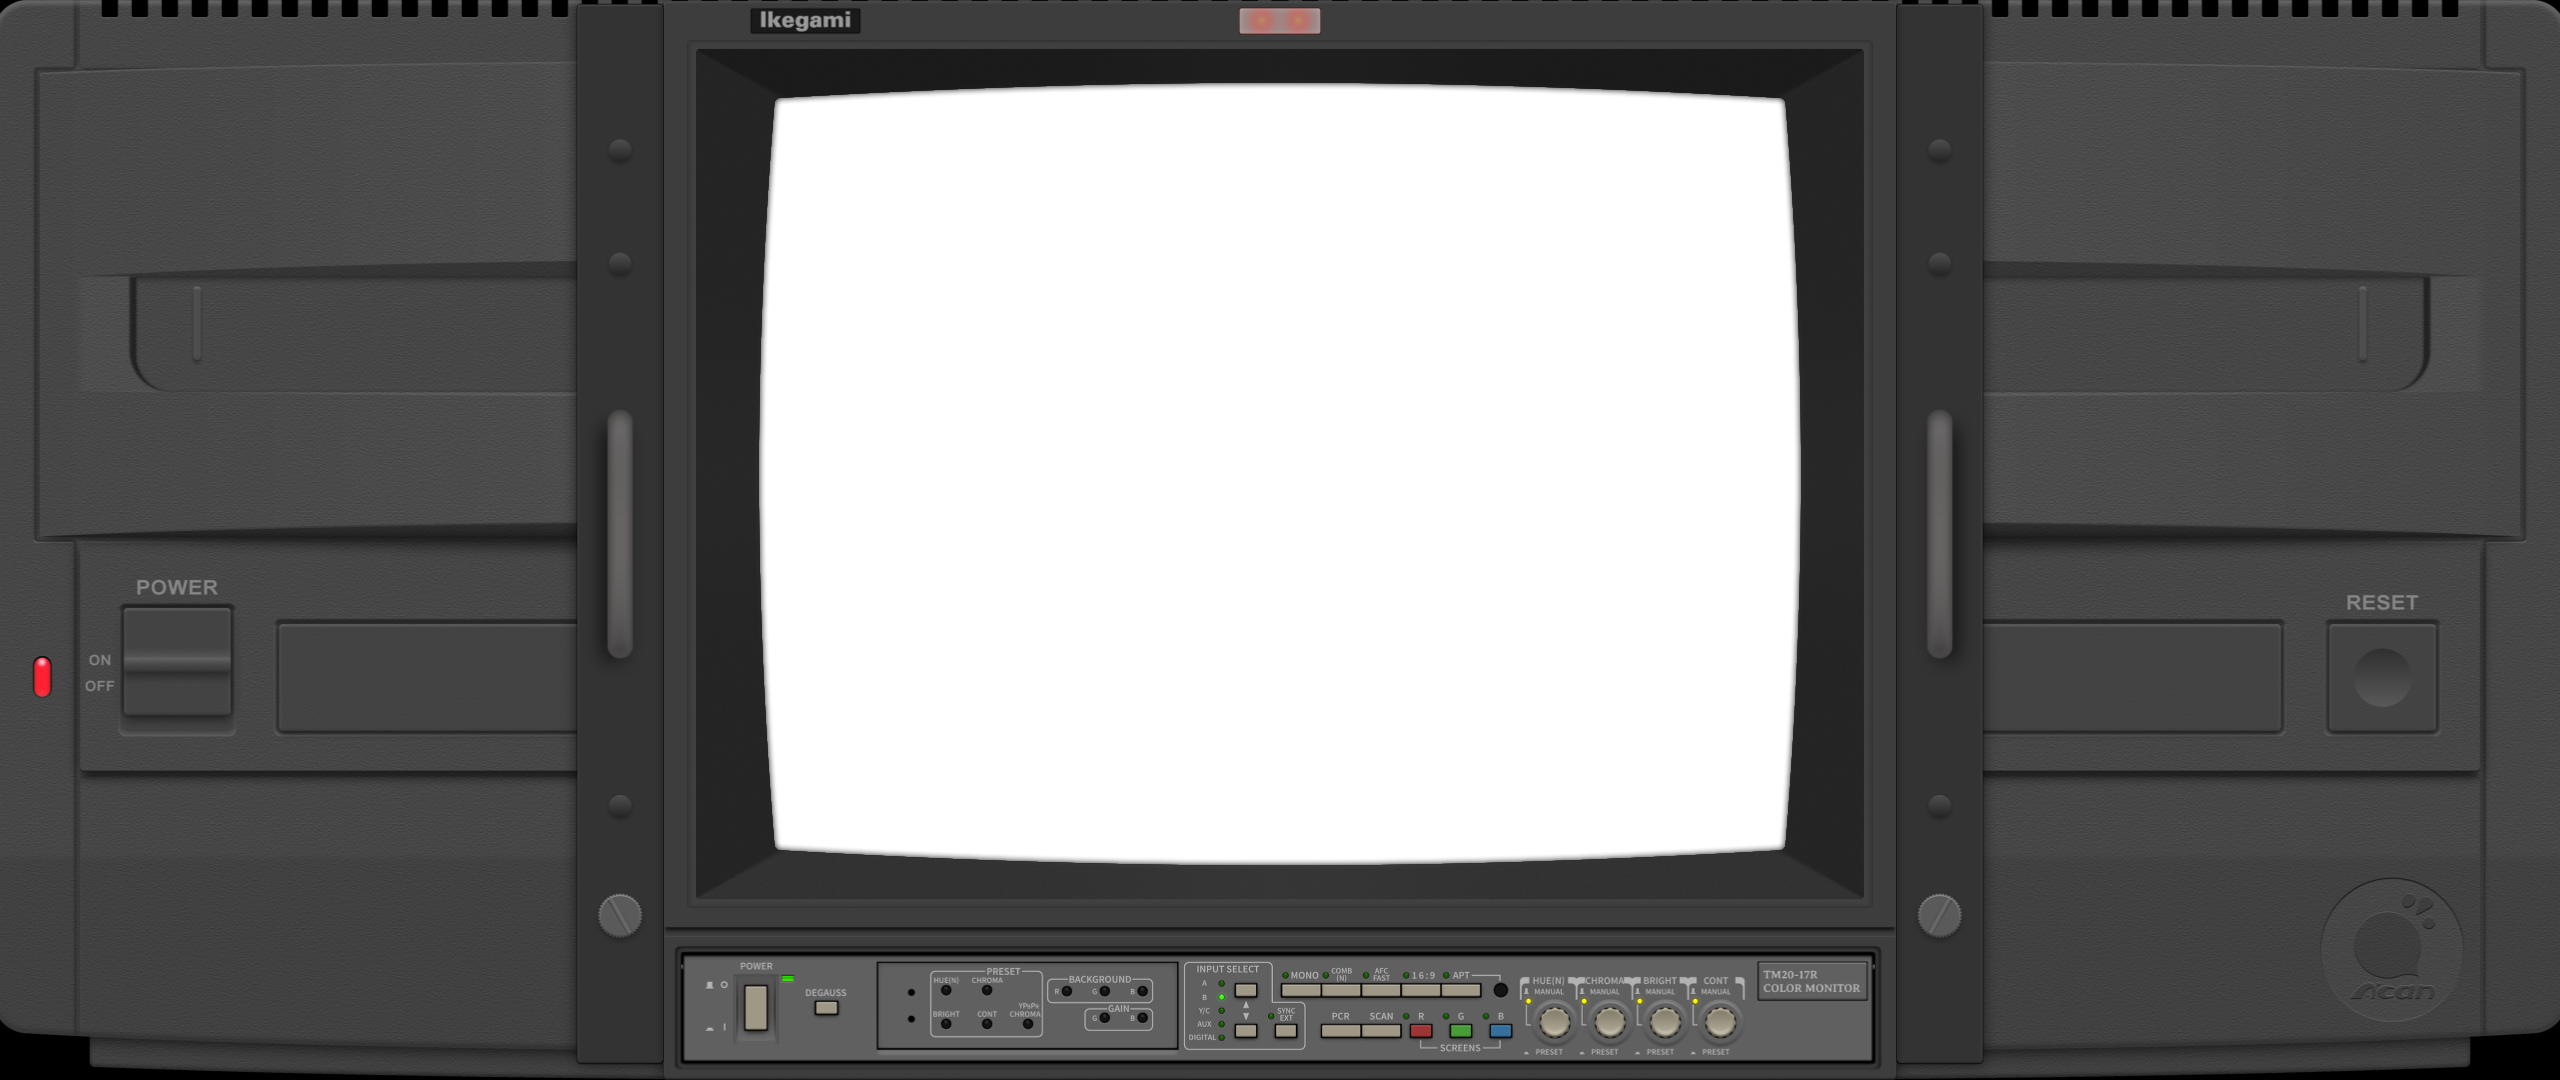 Ikegami
POWER
ON
OFF
RESET
Acan
POWER
DEGAUSS
PRESET
HUE(N) CHROMA
BRIGHT CONT YPBPR CHROMA
BACKGROUND
R G B
GAIN
G B
INPUT SELECT
A
B
Y/C
AUX
DIGITAL
SYNC EXT
MONO COMB (N) AFC FAST 16:9 APT
PCR SCAN R G B
SCREENS
HUE(N) CHROMA BRIGHT CONT
MANUAL MANUAL MANUAL MANUAL
PRESET PRESET PRESET PRESET
TM20-17R
COLOR MONITOR